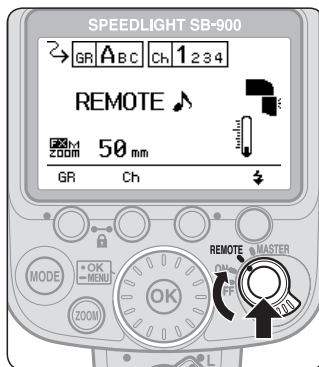 SPEEDLIGHT SB-900
GR A B C Ch 1 2 3 4
REMOTE
FX M
ZOOM 50 mm
GR Ch
REMOTE MASTER
ON
OFF
MODE
OK
MENU
ZOOM
OK
L